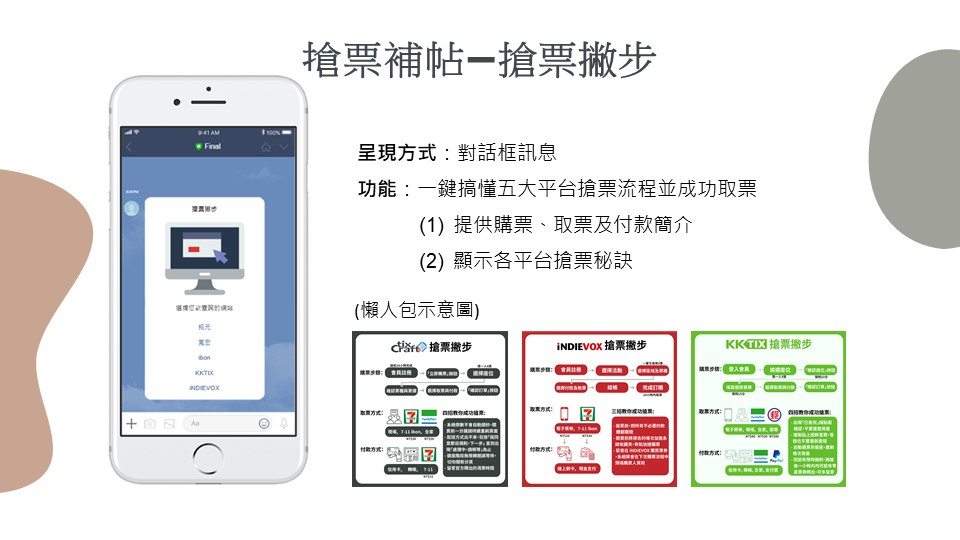 搶票補帖–搶票撇步
9:41 AM
100%
Final
搶票撇步
選擇您欲查詢的網站
拓元
寬宏
ibon
KKTIX
iNDIEVOX
Aa
呈現方式：對話框訊息
功能：一鍵搞懂五大平台搶票流程並成功取票
(1) 提供購票、取票及付款簡介
(2) 顯示各平台搶票秘訣
(懶人包示意圖)
tixCraft 搶票撇步
購票步驟：
會員註冊
「立即購票」按鈕
選擇座位
確認票種與票價
選擇取票與付款
「確認訂單」按鈕
取票方式：
現場、7-11 ibon、全家
付款方式：
信用卡、轉帳、7-11
四招教你成功搶票：
iNDIEVOX 搶票撇步
購票步驟：
會員註冊
選擇活動
選擇區域及票種
選擇付款及取票
結帳
完成訂購
取票方式：
電子票券、7-11 ibon
付款方式：
線上刷卡、現金支付
三招教你成功搶票：
KKTIX 搶票撇步
購票步驟：
登入會員
挑選座位
「確認座位」按鈕
填寫個資表單
選擇取票與付款
「確認訂單」按鈕
取票方式：
電子票券、現場、全家、郵寄
付款方式：
信用卡、轉帳、全家、支付寶
四招教你成功搶票：